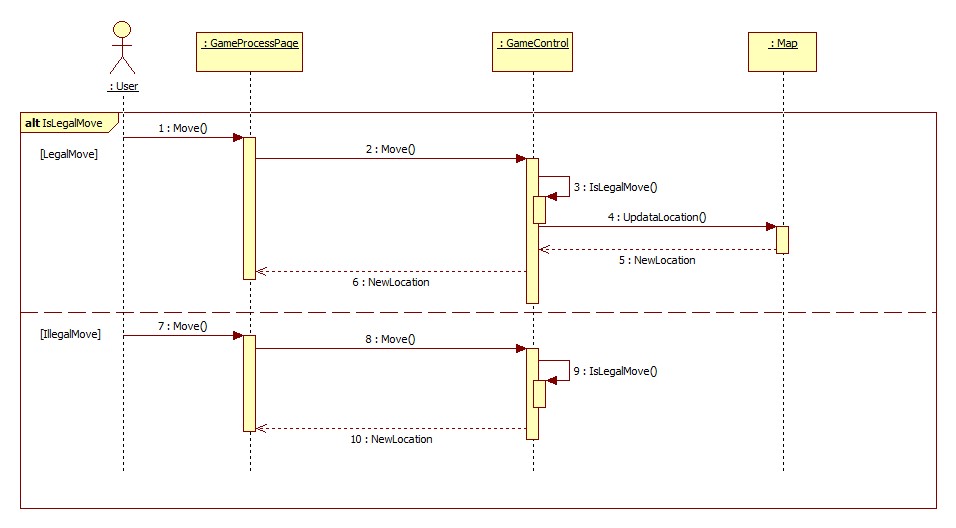 : User
: GameProcessPage
: GameControl
: Map
alt IsLegalMove
[LegalMove]
1 : Move()
2 : Move()
3 : IsLegalMove()
4 : UpdataLocation()
5 : NewLocation
6 : NewLocation
[IllegalMove]
7 : Move()
8 : Move()
9 : IsLegalMove()
10 : NewLocation